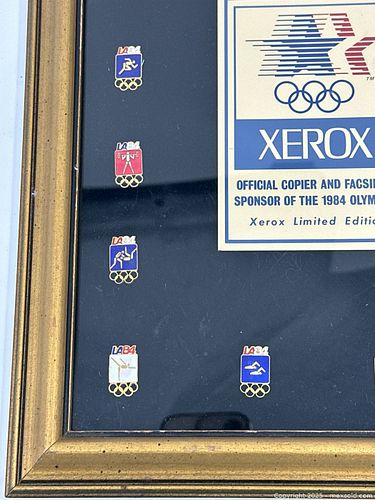 LA84
TM
LA84
XEROX
OFFICIAL COPIER AND FACSI
SPONSOR OF THE 1984 OLYM
Xerox Limited Editi
LA84
LA84
LA84
Copyright 2025 - maxsold.com